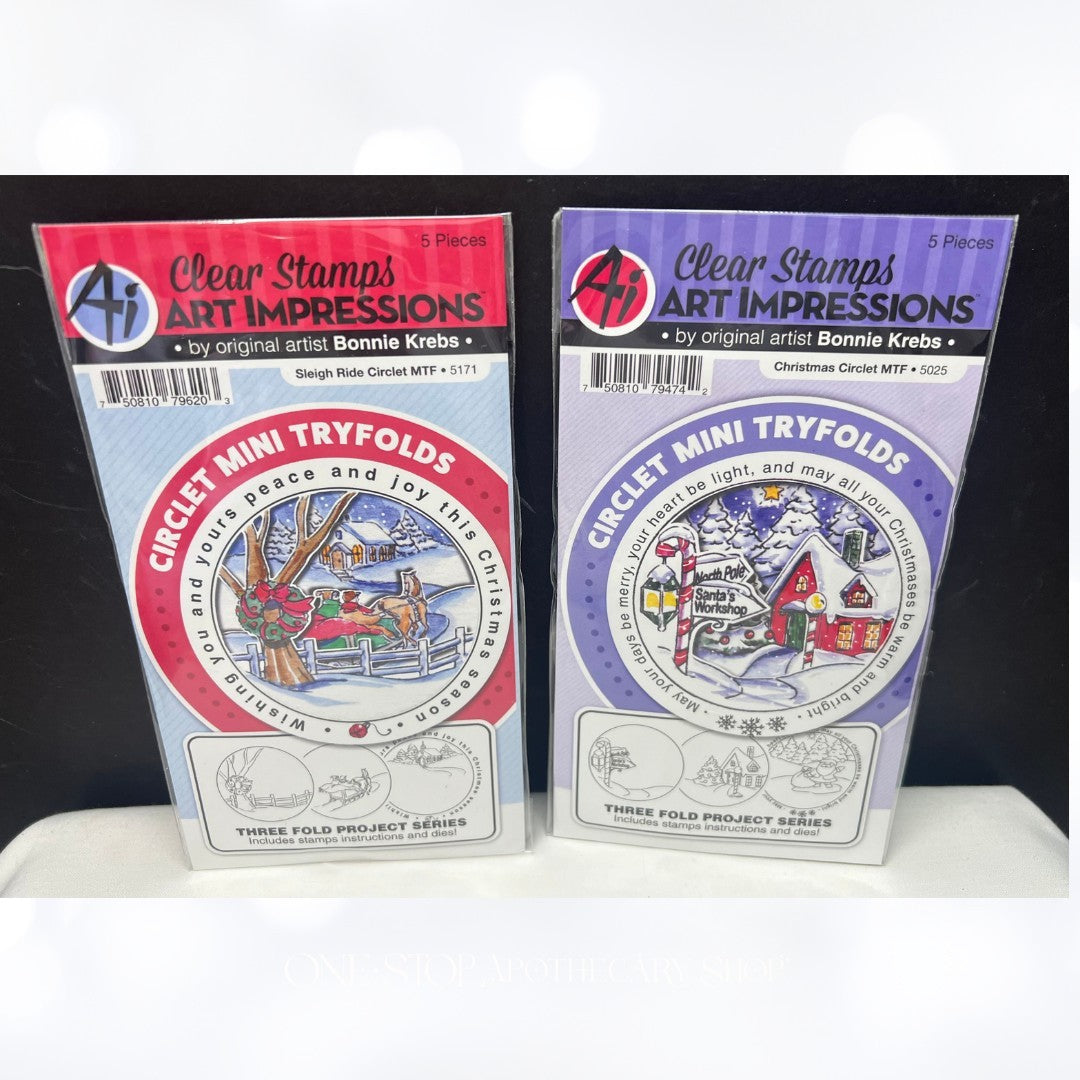 5 Pieces
Ai
Clear Stamps
ART IMPRESSIONS™
• by original artist Bonnie Krebs •
7 50810 79620 3
Sleigh Ride Circlet MTF • 5171
CIRCLET MINI TRYFOLDS
Wishing you and yours peace and joy this Christmas season •
THREE FOLD PROJECT SERIES
Includes stamps instructions and dies!
5 Pieces
Ai
Clear Stamps
ART IMPRESSIONS™
• by original artist Bonnie Krebs •
7 50810 79474 2
Christmas Circlet MTF • 5025
CIRCLET MINI TRYFOLDS
• May your days be merry, your heart be light, and may all your Christmases be warm and bright •
North Pole
Santa's
Workshop
THREE FOLD PROJECT SERIES
Includes stamps instructions and dies!
ONE STOP APOTHECARY SHOP